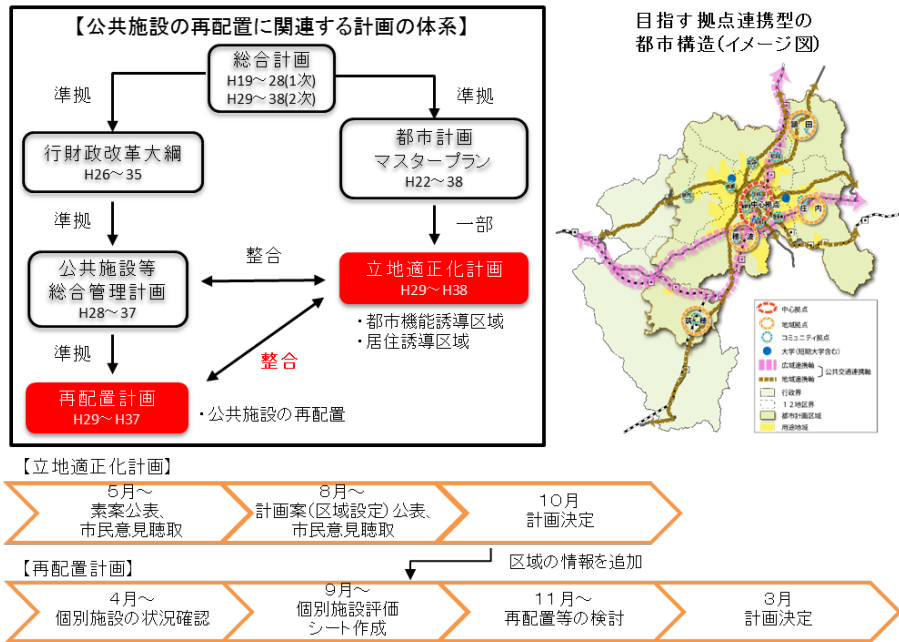 【公共施設の再配置に関連する計画の体系】
総合計画
H19～28(1次)
H29～38(2次)
準拠
準拠
行財政改革大綱
H26～35
都市計画
マスタープラン
H22～38
準拠
一部
公共施設等
総合管理計画
H28～37
整合
立地適正化計画
H29～H38
・都市機能誘導区域
・居住誘導区域
準拠
整合
再配置計画
H29～H37
・公共施設の再配置
目指す拠点連携型の
都市構造(イメージ図)
頴田
中心拠点
庄内
穂波
筑穂
中心拠点
地域拠点
コミュニティ拠点
大学(短期大学含む)
広域連携軸
公共交通連携軸
地域連携軸
行政界
12地区界
都市計画区域
用途地域
【立地適正化計画】
5月～
素案公表、
市民意見聴取
8月～
計画案(区域設定)公表、
市民意見聴取
10月
計画決定
区域の情報を追加
【再配置計画】
4月～
個別施設の状況確認
9月～
個別施設評価
シート作成
11月～
再配置等の検討
3月
計画決定